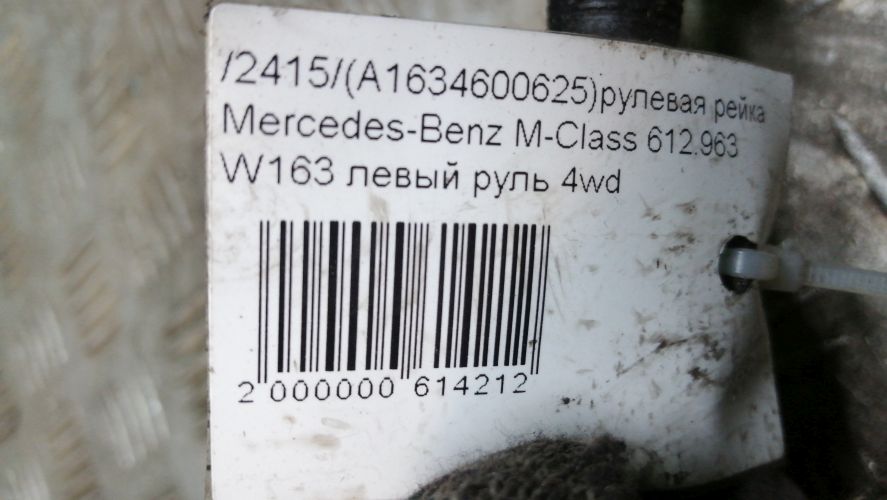 /2415/(A1634600625)рулевая рейка
Mercedes-Benz M-Class 612.963
W163 левый руль 4wd
2 000000 614212